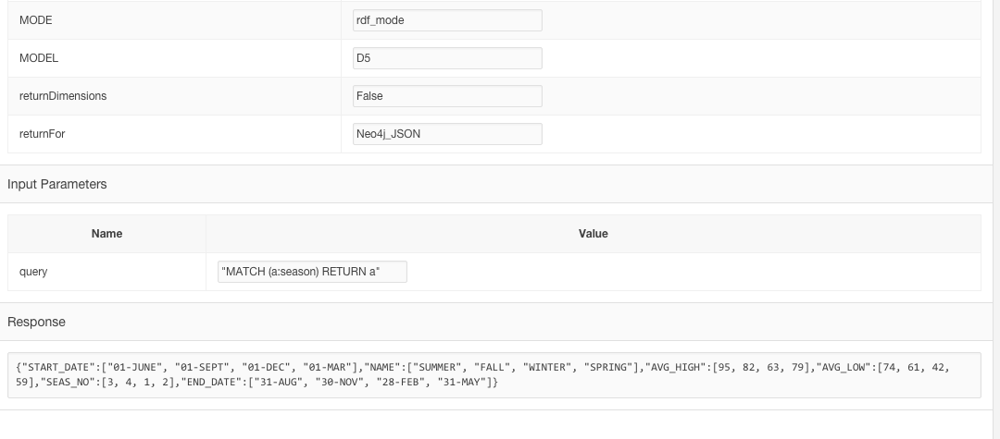 MODE rdf_mode
MODEL D5
returnDimensions False
returnFor Neo4j_JSON
Input Parameters
Name Value
query "MATCH (a:season) RETURN a"
Response
{"START_DATE":["01-JUNE", "01-SEPT", "01-DEC", "01-MAR"],"NAME":["SUMMER", "FALL", "WINTER", "SPRING"],"AVG_HIGH":[95, 82, 63, 79],"AVG_LOW":[74, 61, 42,
59],"SEAS_NO":[3, 4, 1, 2],"END_DATE":["31-AUG", "30-NOV", "28-FEB", "31-MAY"]}